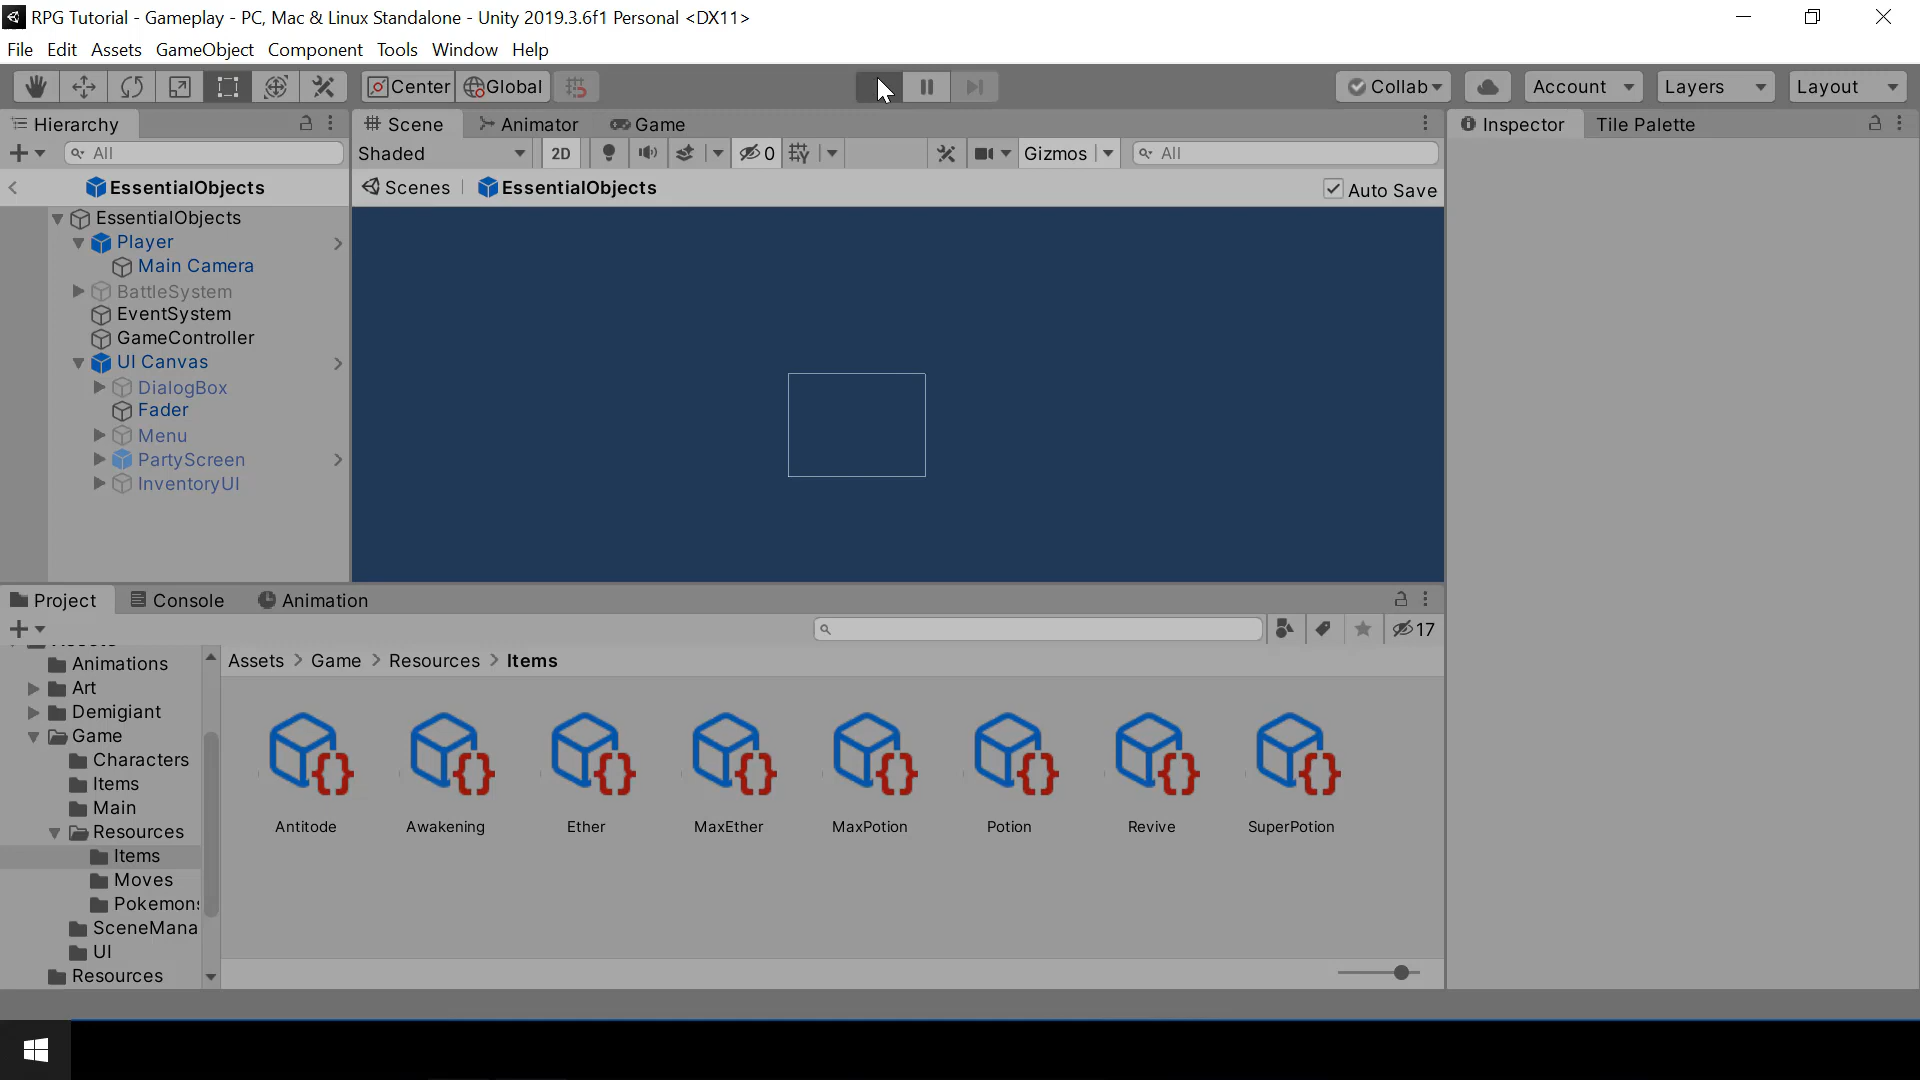 RPG Tutorial - Gameplay - PC, Mac & Linux Standalone - Unity 2019.3.6f1 Personal <DX11>
File Edit Assets GameObject Component Tools Window Help
Center Global Collab Account Layers Layout
Hierarchy Scene Animator Game Inspector Tile Palette
All Shaded 2D 0 Gizmos All
EssentialObjects Scenes EssentialObjects Auto Save
EssentialObjects
Player
Main Camera
BattleSystem
EventSystem
GameController
UI Canvas
DialogBox
Fader
Menu
PartyScreen
InventoryUI
Project Console Animation
17
Assets > Game > Resources > Items
Animations
Art
Demigiant
Game
Characters
Items
Main
Resources
Items
Moves
Pokemons
SceneMana
UI
Resources
Antitode Awakening Ether MaxEther MaxPotion Potion Revive SuperPotion